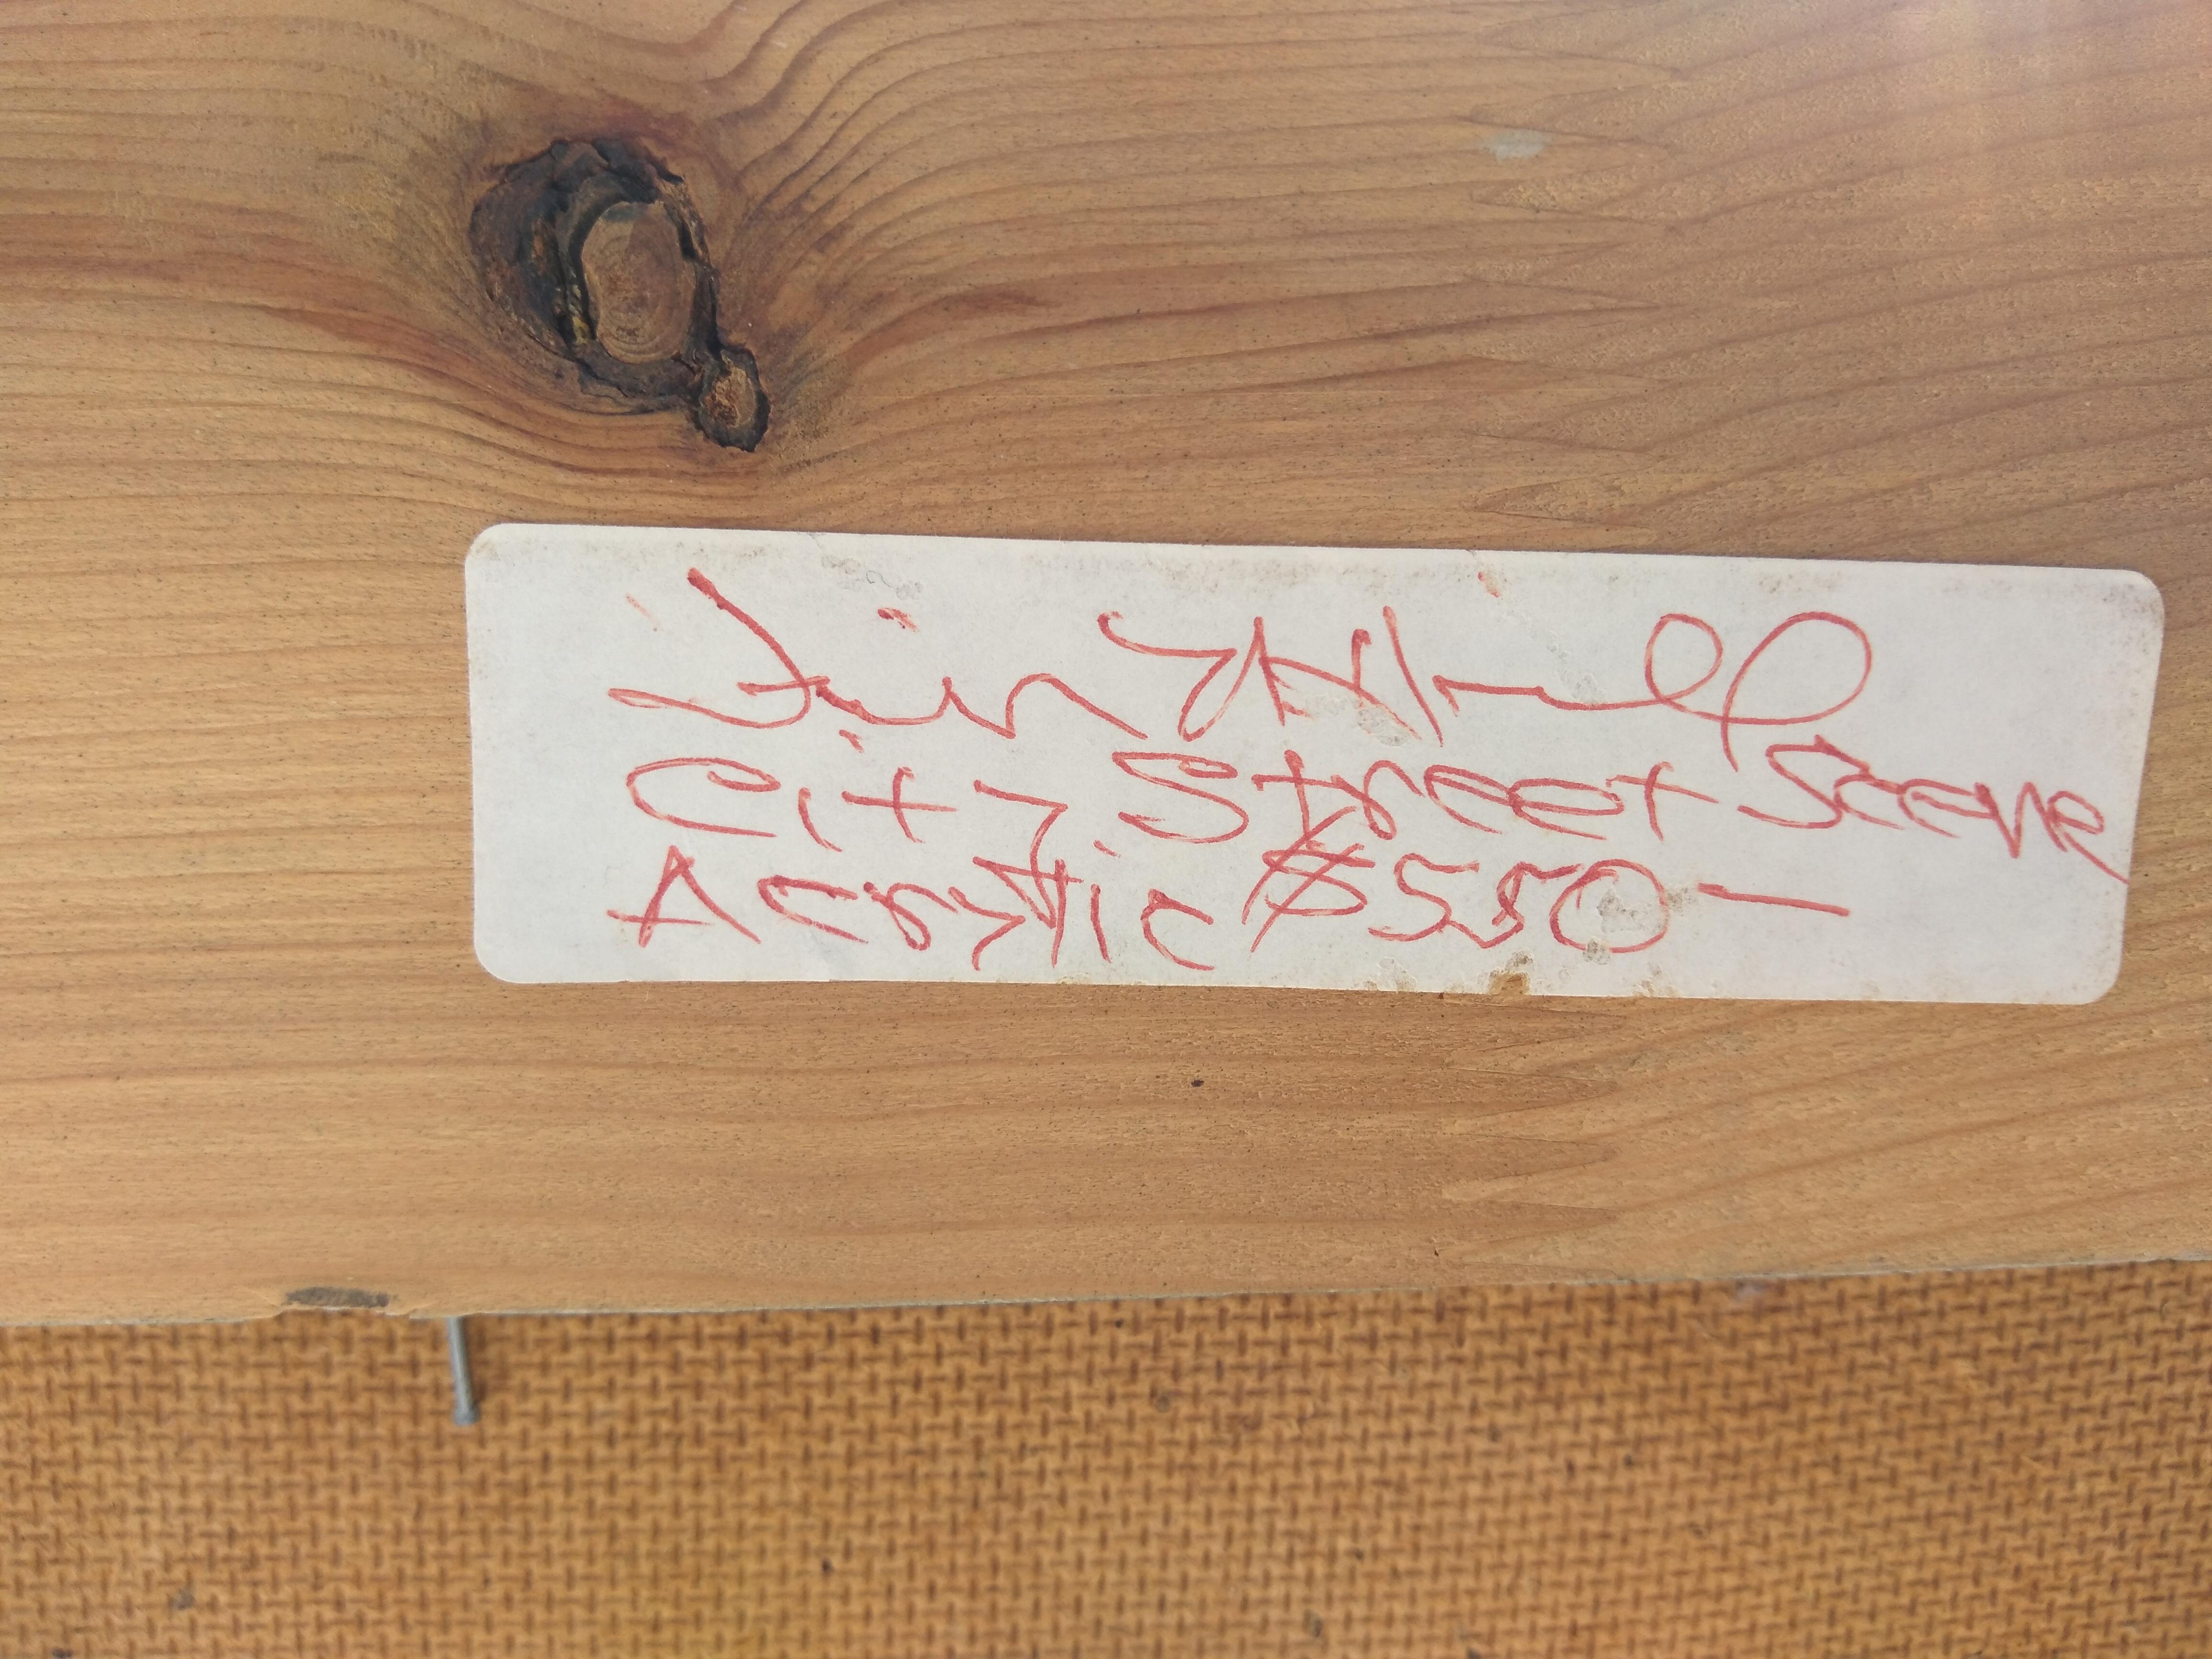 Jim
City Street Scene
Acrylic $550—